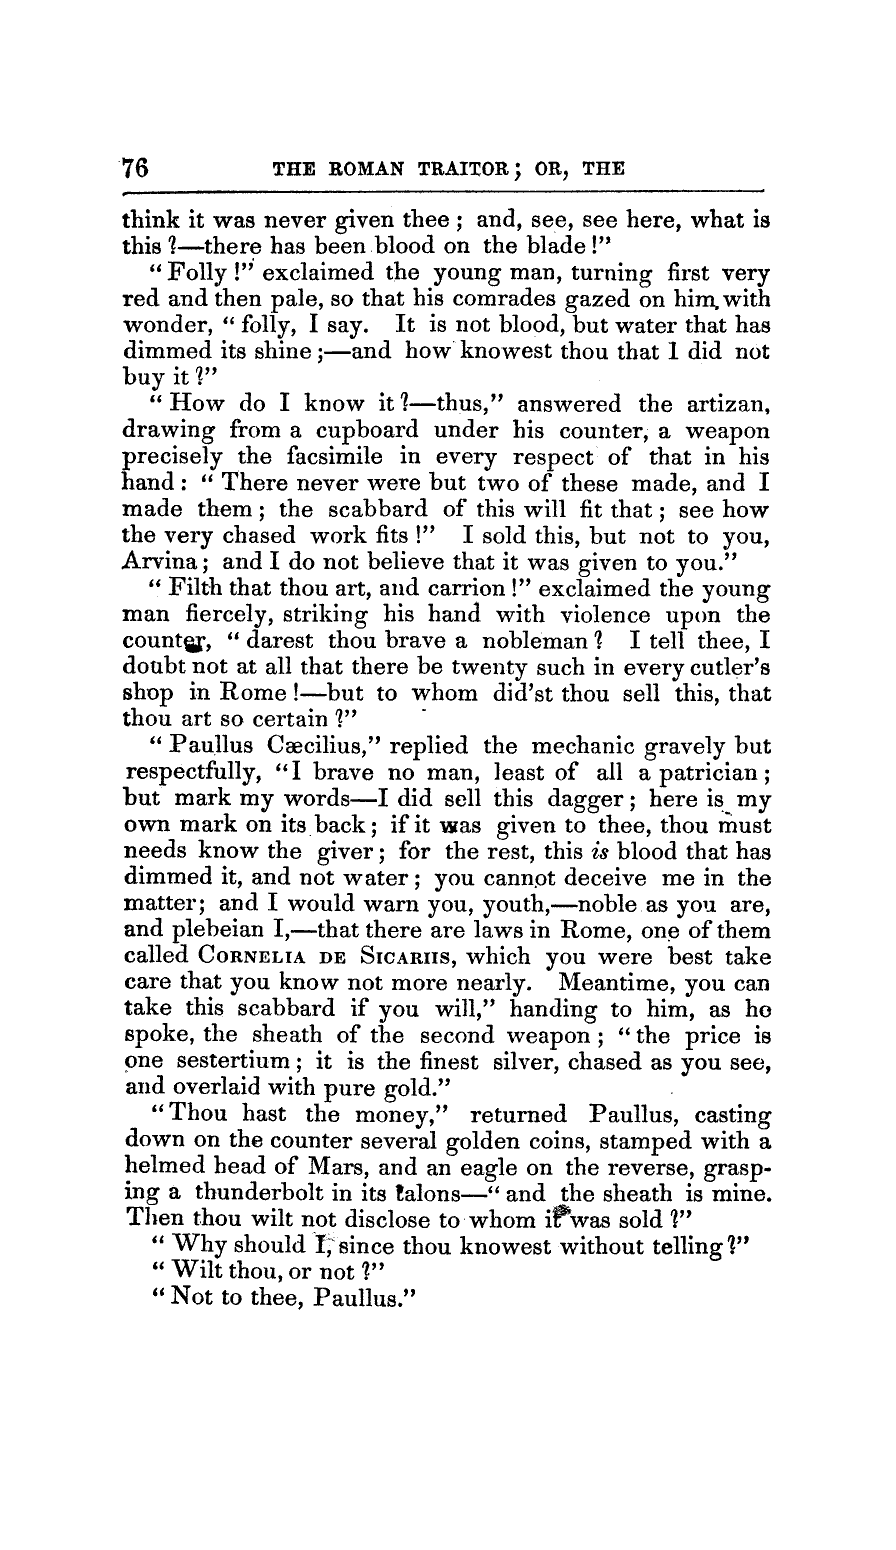 76 THE ROMAN TRAITOR; OR, THE
think it was never given thee; and, see, see here, what is
this?—there has been blood on the blade!"
"Folly!" exclaimed the young man, turning first very
red and then pale, so that his comrades gazed on him with
wonder, "folly, I say. It is not blood, but water that has
dimmed its shine;—and how knowest thou that I did not
buy it?"
"How do I know it?—thus," answered the artizan,
drawing from a cupboard under his counter, a weapon
precisely the facsimile in every respect of that in his
hand: "There never were but two of these made, and I
made them; the scabbard of this will fit that; see how
the very chased work fits!" I sold this, but not to you,
Arvina; and I do not believe that it was given to you."
"Filth that thou art, and carrion!" exclaimed the young
man fiercely, striking his hand with violence upon the
counter, "darest thou brave a nobleman? I tell thee, I
doubt not at all that there be twenty such in every cutler's
shop in Rome!—but to whom did'st thou sell this, that
thou art so certain?"
"Paullus Cæcilius," replied the mechanic gravely but
respectfully, "I brave no man, least of all a patrician;
but mark my words—I did sell this dagger; here is my
own mark on its back; if it was given to thee, thou must
needs know the giver; for the rest, this is blood that has
dimmed it, and not water; you cannot deceive me in the
matter; and I would warn you, youth,—noble as you are,
and plebeian I,—that there are laws in Rome, one of them
called CORNELIA DE SICARIIS, which you were best take
care that you know not more nearly. Meantime, you can
take this scabbard if you will," handing to him, as he
spoke, the sheath of the second weapon; "the price is
one sestertium; it is the finest silver, chased as you see,
and overlaid with pure gold."
"Thou hast the money," returned Paullus, casting
down on the counter several golden coins, stamped with a
helmed head of Mars, and an eagle on the reverse, grasp-
ing a thunderbolt in its talons—"and the sheath is mine.
Then thou wilt not disclose to whom it was sold?"
"Why should I, since thou knowest without telling?"
"Wilt thou, or not?"
"Not to thee, Paullus."